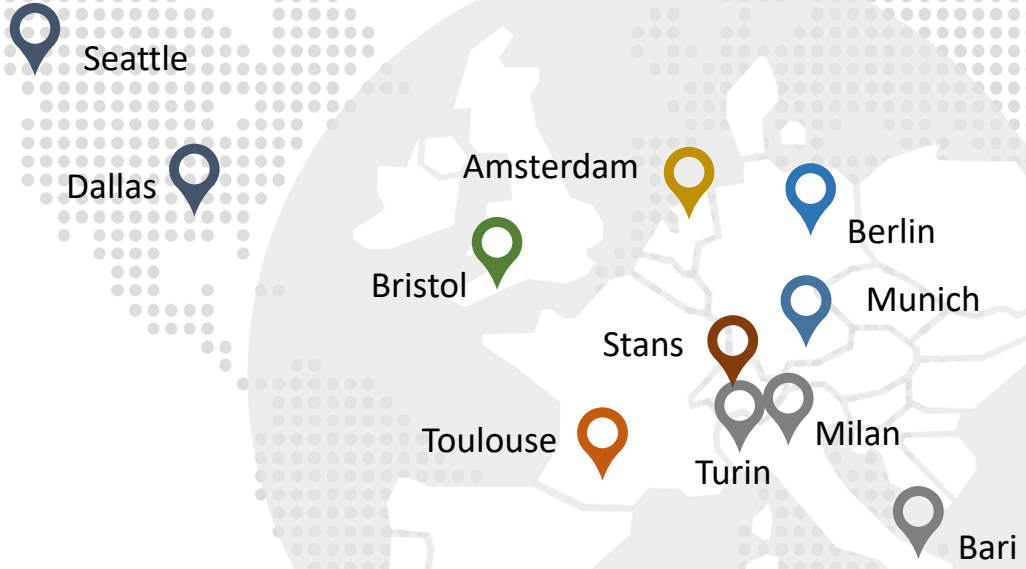 Seattle
Dallas
Amsterdam
Berlin
Bristol
Munich
Stans
Toulouse
Milan
Turin
Bari